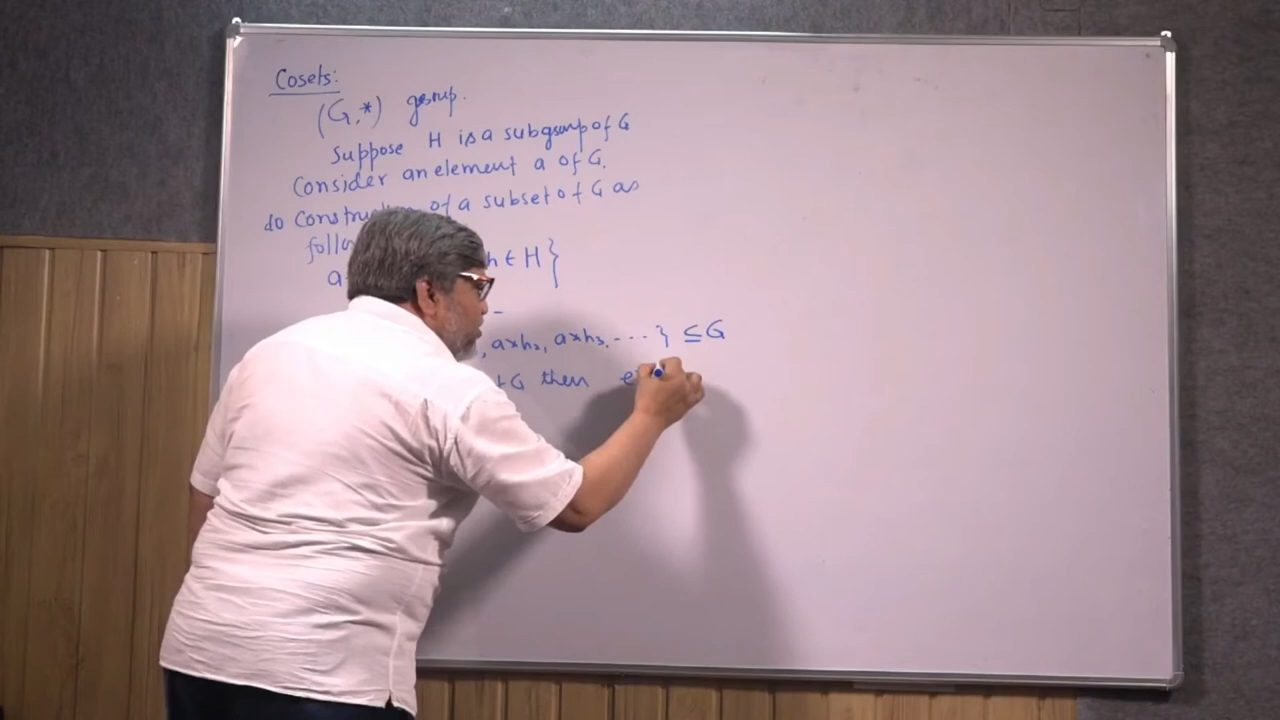 Cosets:
(G,*) group.
Suppose H is a subgroup of G
Consider an element a of G.
do Construction of a subset of G as
h ∈ H}
, a*h₂, a*h₃, ---- } ⊆ G
G then